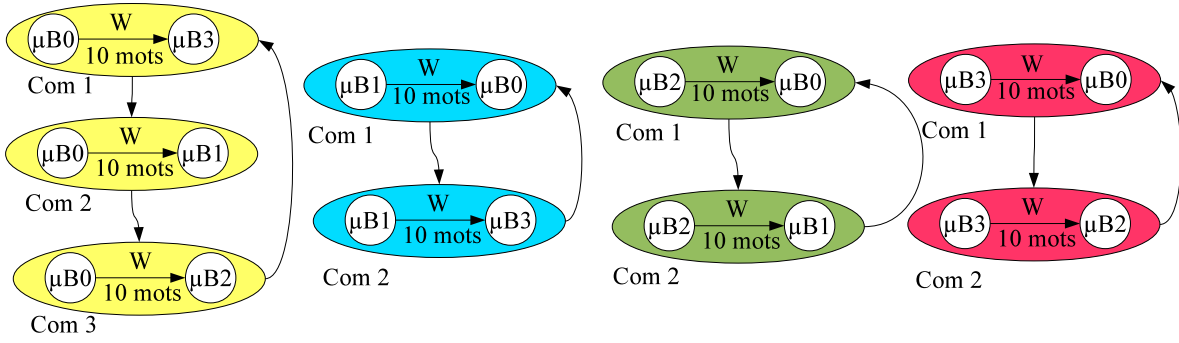 W
µB0 µB3
10 mots
Com 1
W
µB0 µB1
10 mots
Com 2
W
µB0 µB2
10 mots
Com 3
W
µB1 µB0
10 mots
Com 1
W
µB1 µB3
10 mots
Com 2
W
µB2 µB0
10 mots
Com 1
W
µB2 µB1
10 mots
Com 2
W
µB3 µB0
10 mots
Com 1
W
µB3 µB2
10 mots
Com 2